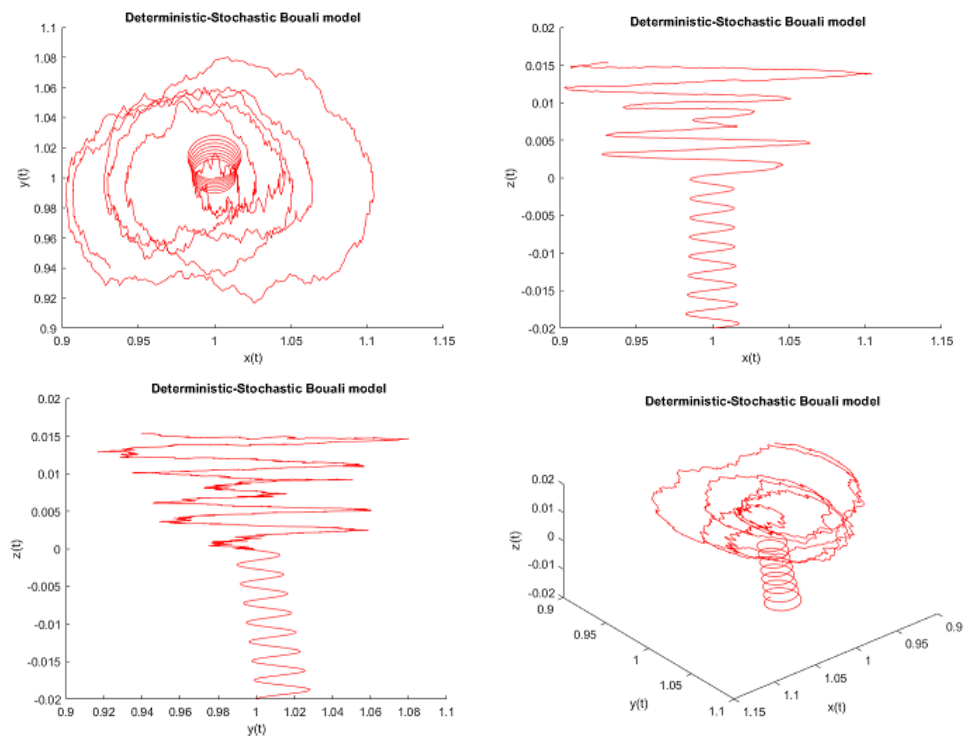 Deterministic-Stochastic Bouali model
1.1
1.08
1.06
1.04
1.02
1
0.98
0.96
0.94
0.92
0.9
y(t)
0.9 0.95 1 1.05 1.1 1.15
x(t)
Deterministic-Stochastic Bouali model
0.02
0.015
0.01
0.005
0
-0.005
-0.01
-0.015
-0.02
z(t)
0.9 0.95 1 1.05 1.1 1.15
x(t)
Deterministic-Stochastic Bouali model
0.02
0.015
0.01
0.005
0
-0.005
-0.01
-0.015
-0.02
z(t)
0.9 0.92 0.94 0.96 0.98 1 1.02 1.04 1.06 1.08 1.1
y(t)
Deterministic-Stochastic Bouali model
0.02
0.01
0
-0.01
-0.02
z(t)
0.9
0.95
1
1.05
1.1
y(t)
1.15
1.1
1.05
1
0.95
0.9
x(t)